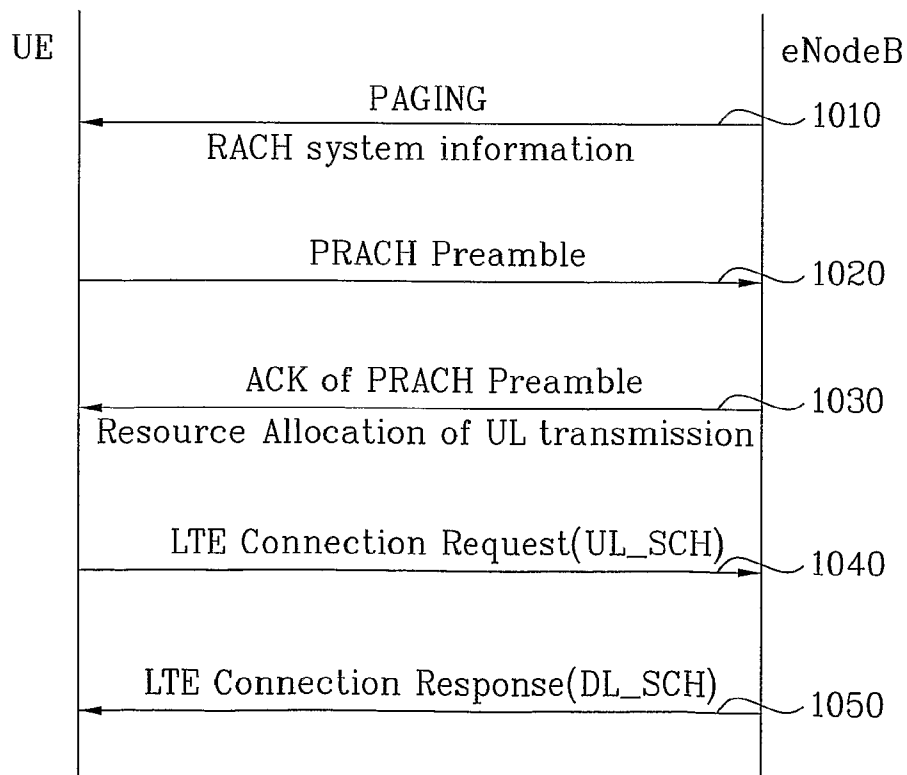 UE
eNodeB
PAGING
1010
RACH system information
PRACH Preamble
1020
ACK of PRACH Preamble
1030
Resource Allocation of UL transmission
LTE Connection Request(UL_SCH)
1040
LTE Connection Response(DL_SCH)
1050